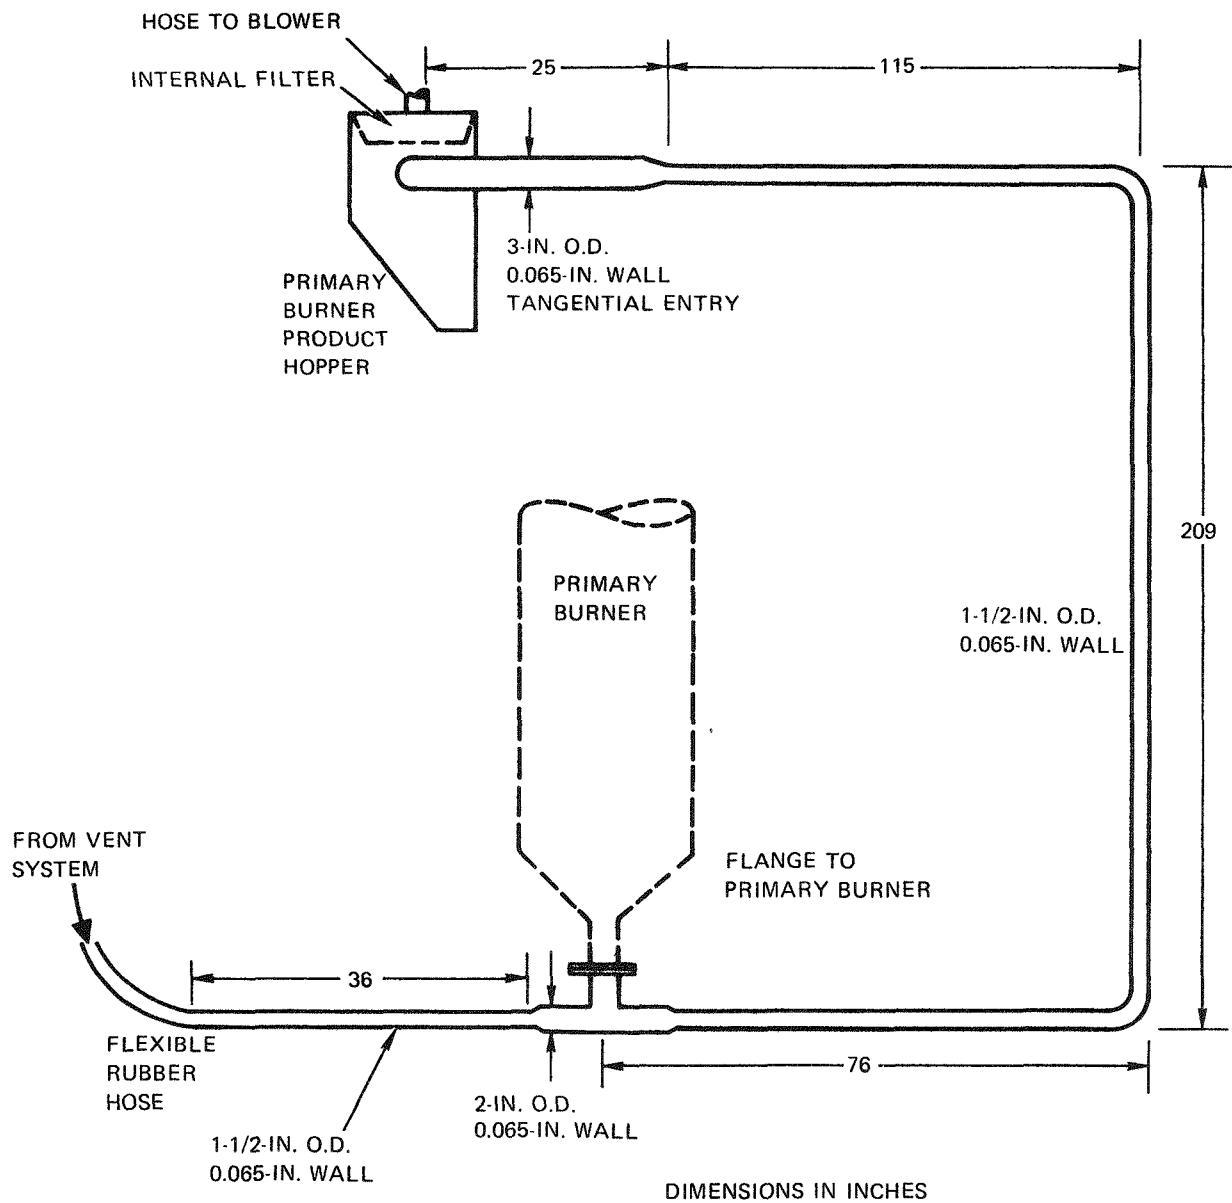 HOSE TO BLOWER
INTERNAL FILTER
25
115
3-IN. O.D.
0.065-IN. WALL
TANGENTIAL ENTRY
PRIMARY
BURNER
PRODUCT
HOPPER
209
PRIMARY
BURNER
1-1/2-IN. O.D.
0.065-IN. WALL
FROM VENT
SYSTEM
FLANGE TO
PRIMARY BURNER
36
FLEXIBLE
RUBBER
HOSE
76
2-IN. O.D.
0.065-IN. WALL
1-1/2-IN. O.D.
0.065-IN. WALL
DIMENSIONS IN INCHES